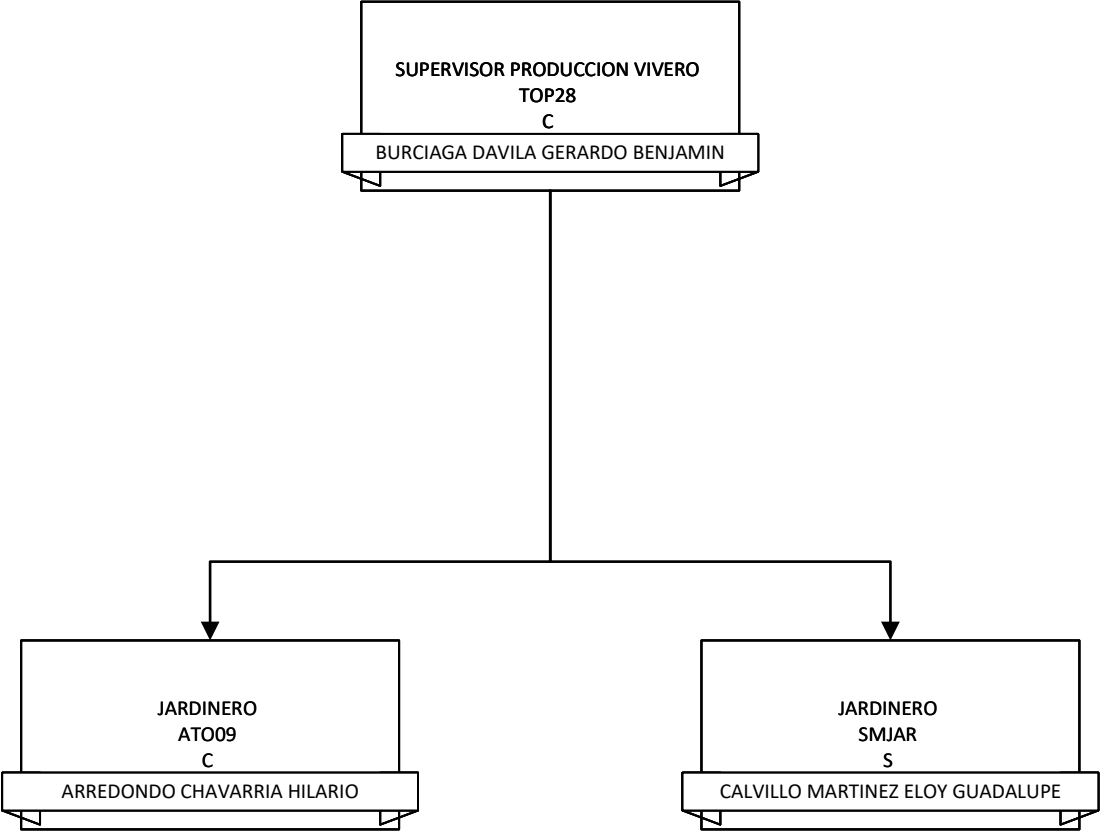 SUPERVISOR PRODUCCION VIVERO
TOP28
C
BURCIAGA DAVILA GERARDO BENJAMIN
JARDINERO
ATO09
C
ARREDONDO CHAVARRIA HILARIO
JARDINERO
SMJAR
S
CALVILLO MARTINEZ ELOY GUADALUPE